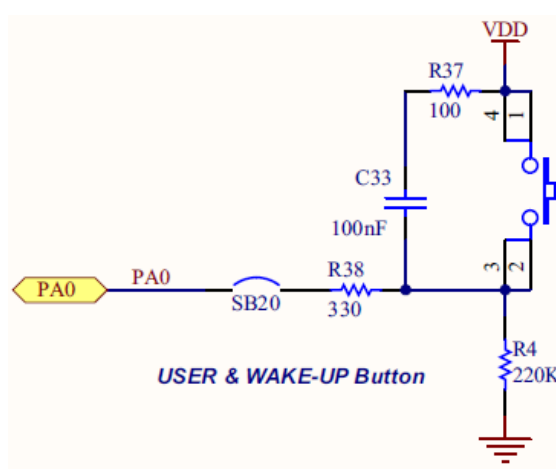 VDD
R37
100
4
1
C33
100nF
3
2
PA0
PA0
SB20
R38
330
R4
220K
USER & WAKE-UP Button